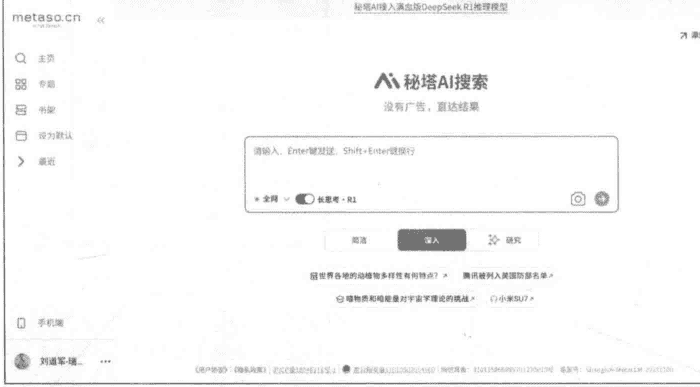 metaso.cn
秘塔AI接入满血版DeepSeek R1推理模型
主页
专题
书架
设为默认
最近
秘塔AI搜索
没有广告，直达结果
请输入，Enter键发送，Shift+Enter键换行
全网 长思考·R1
简洁 深入 研究
世界各地的动植物多样性有何特点？ 腾讯被列入美国防部名单
暗物质和暗能量对宇宙学理论的挑战 小米SU7
手机端
刘道军-瑞...